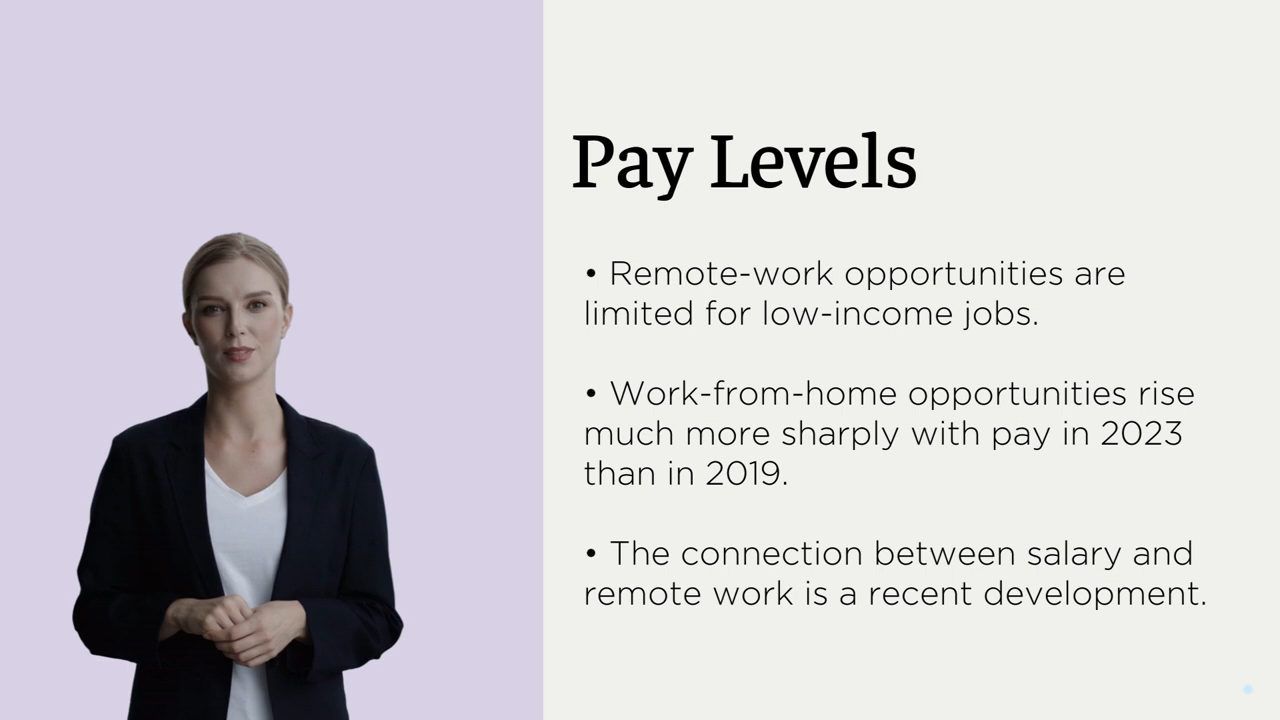 Pay Levels
• Remote-work opportunities are
limited for low-income jobs.
• Work-from-home opportunities rise
much more sharply with pay in 2023
than in 2019.
• The connection between salary and
remote work is a recent development.